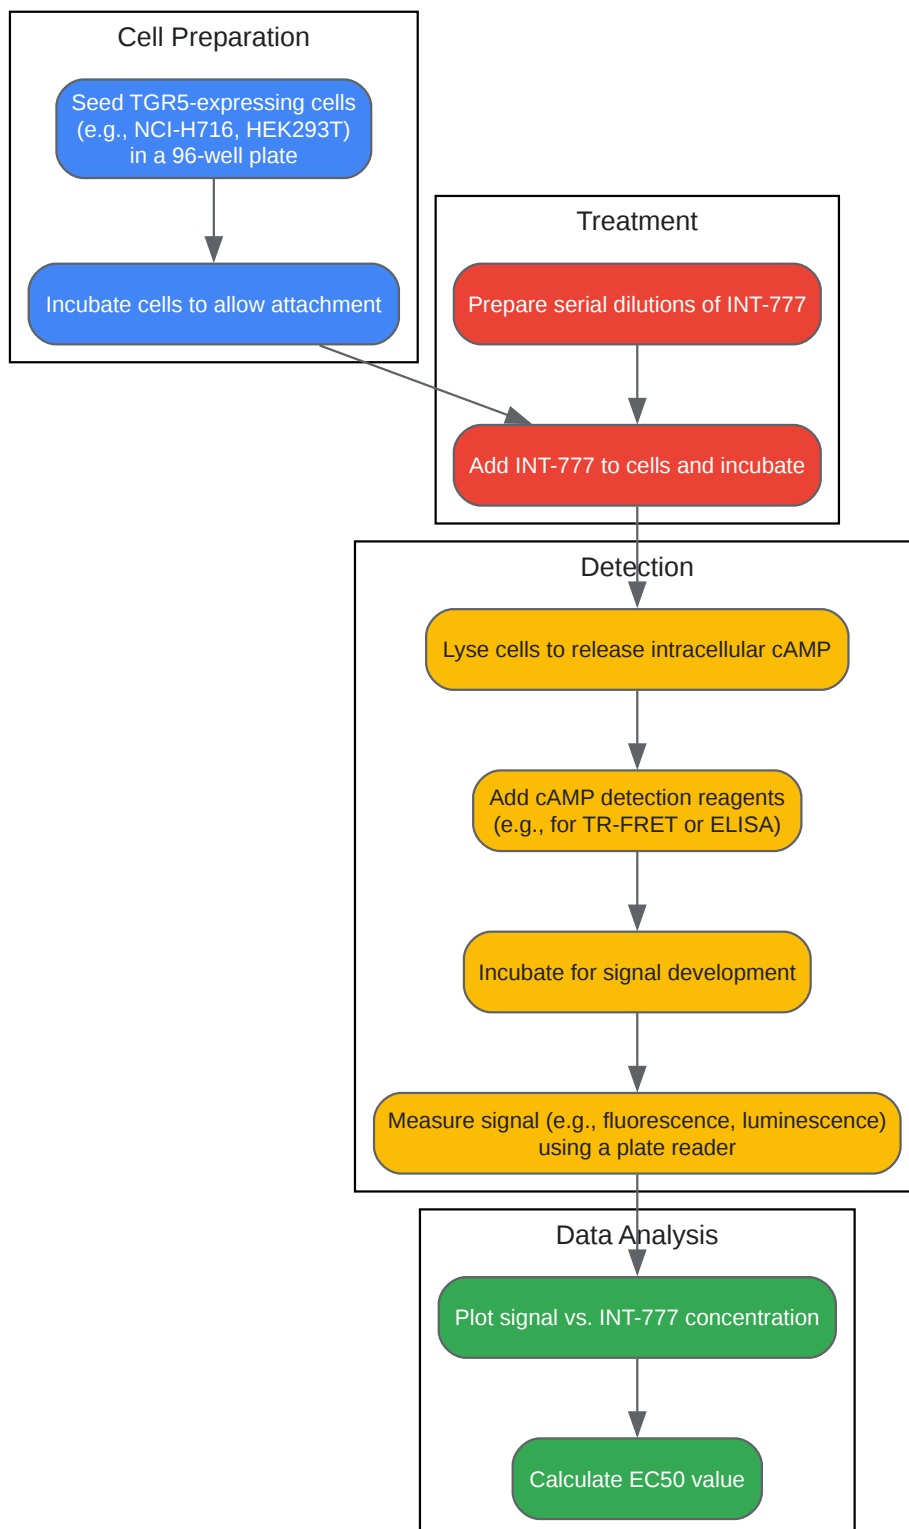 Cell Preparation
Seed TGR5-expressing cells
(e.g., NCI-H716, HEK293T)
in a 96-well plate
Incubate cells to allow attachment
Treatment
Prepare serial dilutions of INT-777
Add INT-777 to cells and incubate
Detection
Lyse cells to release intracellular cAMP
Add cAMP detection reagents
(e.g., for TR-FRET or ELISA)
Incubate for signal development
Measure signal (e.g., fluorescence, luminescence)
using a plate reader
Data Analysis
Plot signal vs. INT-777 concentration
Calculate EC50 value